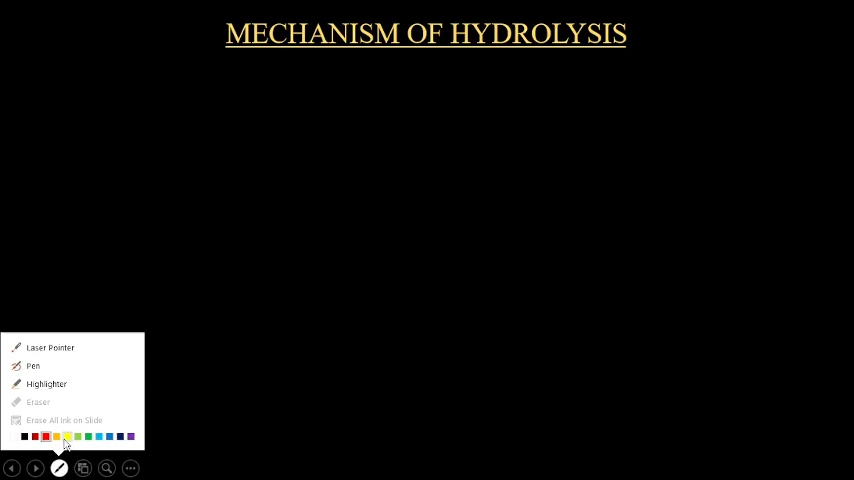 MECHANISM OF HYDROLYSIS
Laser Pointer
Pen
Highlighter
Eraser
Erase All Ink on Slide